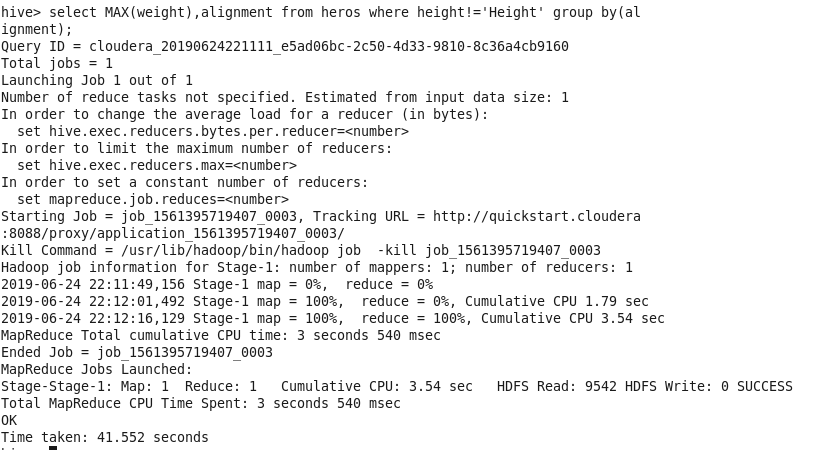 hive> select MAX(weight),alignment from heros where height!='Height' group by(al
ignment);
Query ID = cloudera_20190624221111_e5ad06bc-2c50-4d33-9810-8c36a4cb9160
Total jobs = 1
Launching Job 1 out of 1
Number of reduce tasks not specified. Estimated from input data size: 1
In order to change the average load for a reducer (in bytes):
  set hive.exec.reducers.bytes.per.reducer=<number>
In order to limit the maximum number of reducers:
  set hive.exec.reducers.max=<number>
In order to set a constant number of reducers:
  set mapreduce.job.reduces=<number>
Starting Job = job_1561395719407_0003, Tracking URL = http://quickstart.cloudera
:8088/proxy/application_1561395719407_0003/
Kill Command = /usr/lib/hadoop/bin/hadoop job  -kill job_1561395719407_0003
Hadoop job information for Stage-1: number of mappers: 1; number of reducers: 1
2019-06-24 22:11:49,156 Stage-1 map = 0%,  reduce = 0%
2019-06-24 22:12:01,492 Stage-1 map = 100%,  reduce = 0%, Cumulative CPU 1.79 sec
2019-06-24 22:12:16,129 Stage-1 map = 100%,  reduce = 100%, Cumulative CPU 3.54 sec
MapReduce Total cumulative CPU time: 3 seconds 540 msec
Ended Job = job_1561395719407_0003
MapReduce Jobs Launched:
Stage-Stage-1: Map: 1  Reduce: 1   Cumulative CPU: 3.54 sec   HDFS Read: 9542 HDFS Write: 0 SUCCESS
Total MapReduce CPU Time Spent: 3 seconds 540 msec
OK
Time taken: 41.552 seconds